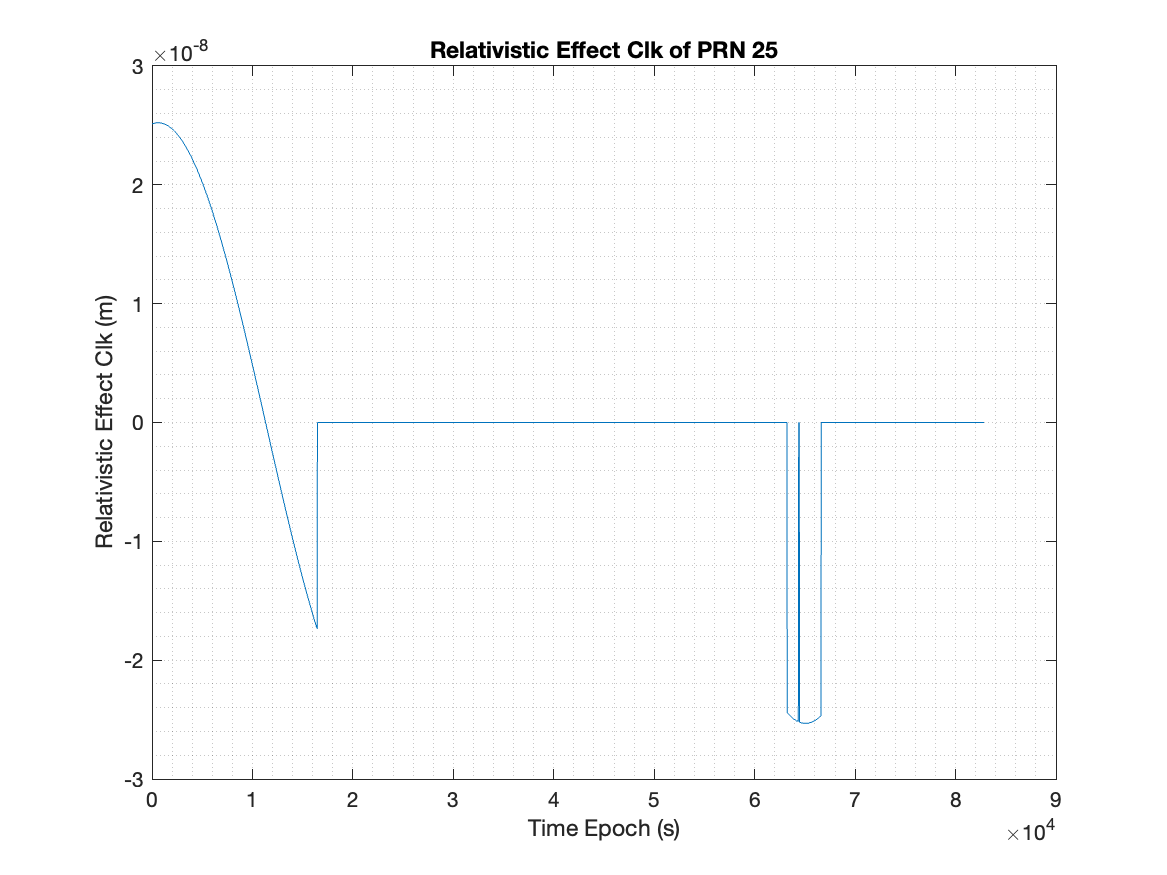 Relativistic Effect Clk of PRN 25
×10⁻⁸
3
2
1
0
-1
-2
-3
Relativistic Effect Clk (m)
0 1 2 3 4 5 6 7 8 9
Time Epoch (s)
×10⁴